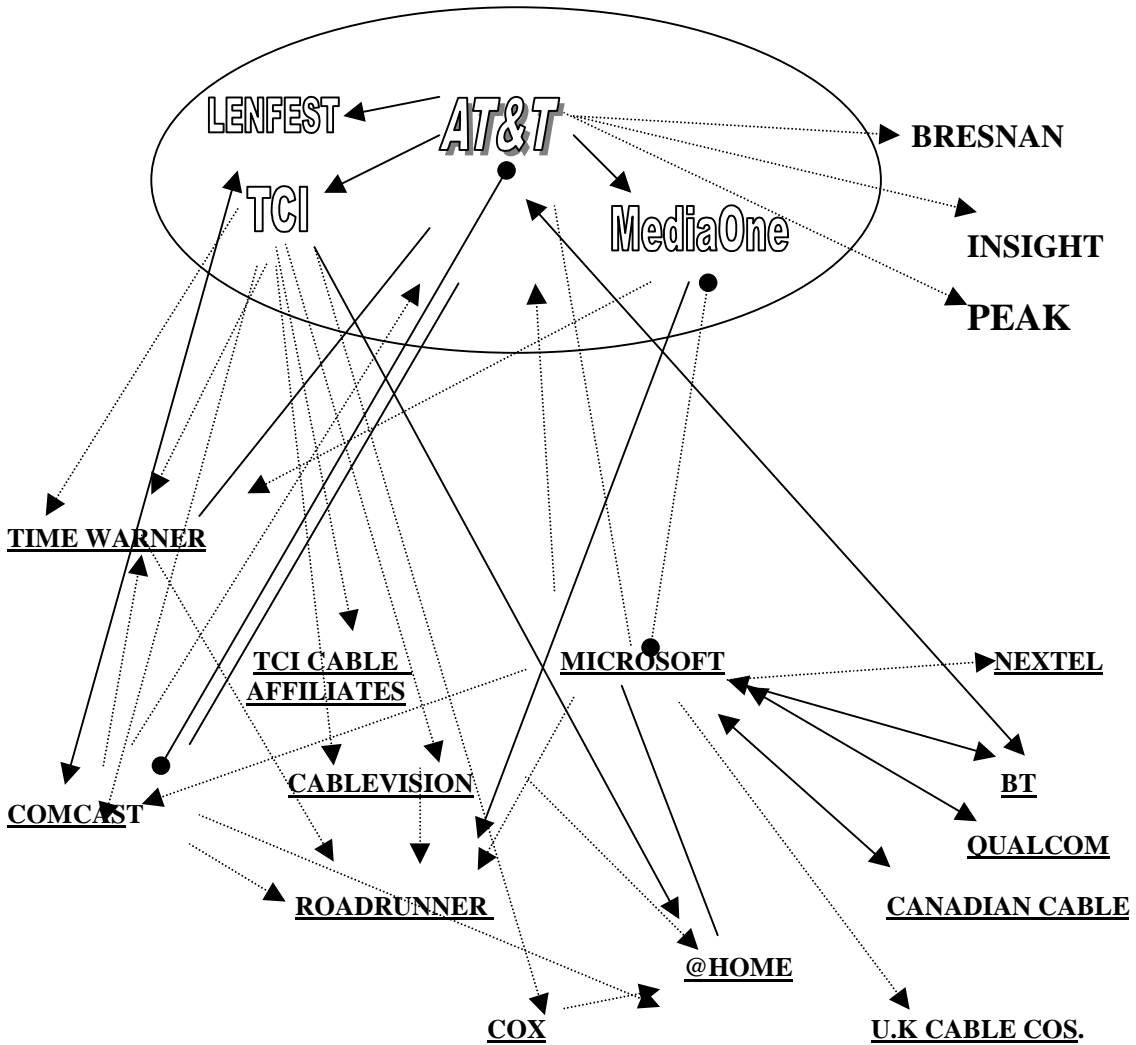 LENFEST
AT&T
BRESNAN
TCI
MediaOne
INSIGHT
PEAK
TIME WARNER
TCI CABLE
AFFILIATES
MICROSOFT
NEXTEL
CABLEVISION
BT
COMCAST
QUALCOM
ROADRUNNER
CANADIAN CABLE
@HOME
COX
U.K CABLE COS.